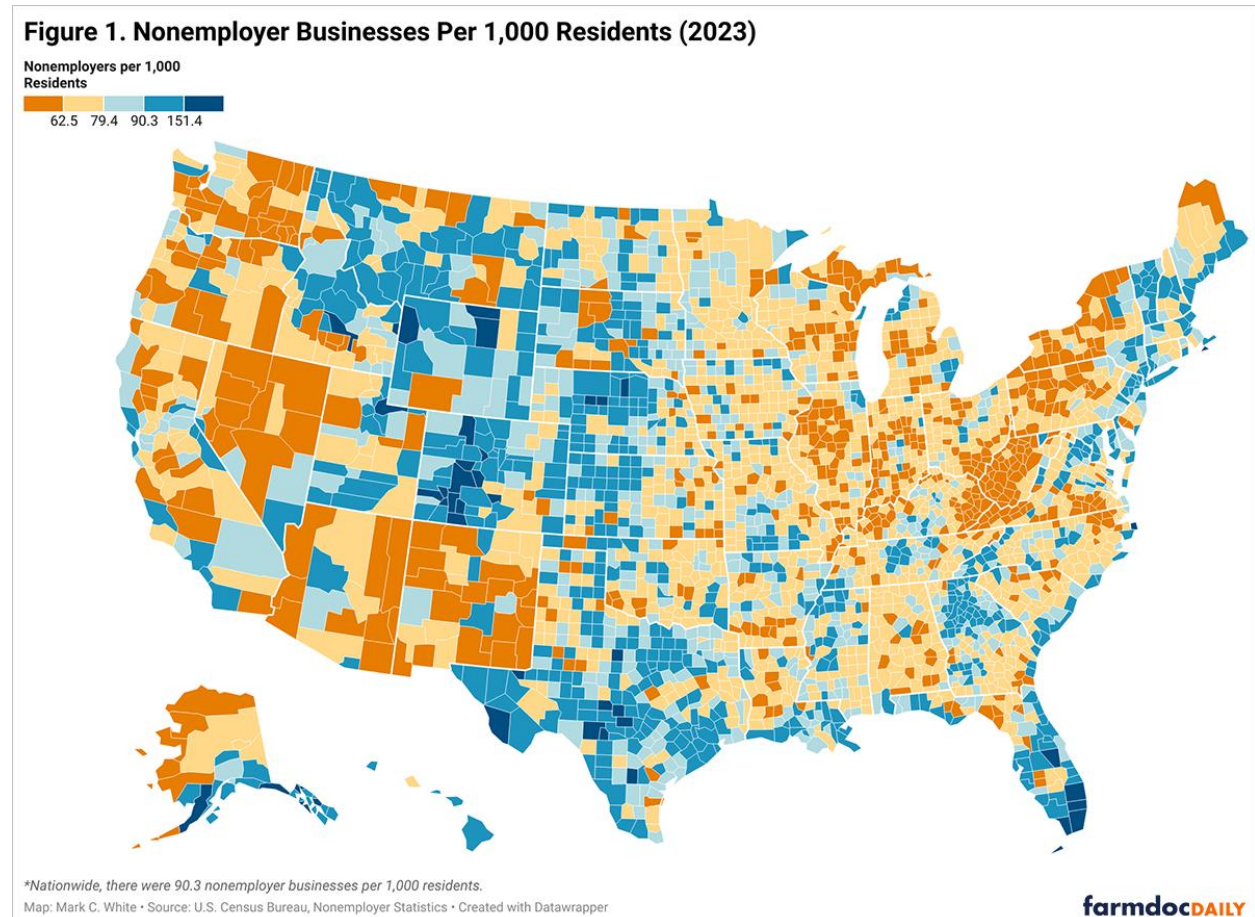 Figure 1. Nonemployer Businesses Per 1,000 Residents (2023)
Nonemployers per 1,000
Residents
62.5 79.4 90.3 151.4
*Nationwide, there were 90.3 nonemployer businesses per 1,000 residents.
Map: Mark C. White • Source: U.S. Census Bureau, Nonemployer Statistics • Created with Datawrapper
farmdocDAILY